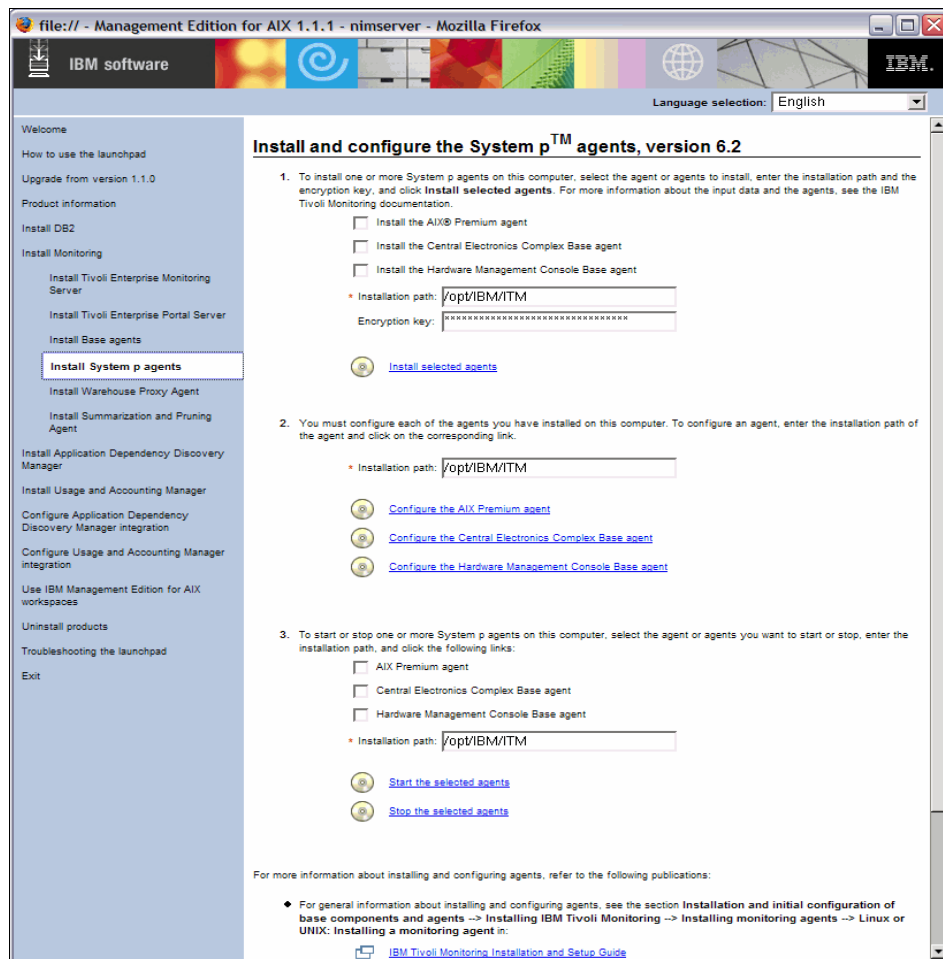 file:// - Management Edition for AIX 1.1.1 - nimserver - Mozilla Firefox
IBM software
IBM.
Language selection: English
Welcome
How to use the launchpad
Upgrade from version 1.1.0
Product information
Install DB2
Install Monitoring
Install Tivoli Enterprise Monitoring
Server
Install Tivoli Enterprise Portal Server
Install Base agents
Install System p agents
Install Warehouse Proxy Agent
Install Summarization and Pruning
Agent
Install Application Dependency Discovery
Manager
Install Usage and Accounting Manager
Configure Application Dependency
Discovery Manager integration
Configure Usage and Accounting Manager
integration
Use IBM Management Edition for AIX
workspaces
Uninstall products
Troubleshooting the launchpad
Exit
Install and configure the System p™ agents, version 6.2
1. To install one or more System p agents on this computer, select the agent or agents to install, enter the installation path and the
encryption key, and click Install selected agents. For more information about the input data and the agents, see the IBM
Tivoli Monitoring documentation.
Install the AIX® Premium agent
Install the Central Electronics Complex Base agent
Install the Hardware Management Console Base agent
* Installation path: /opt/IBM/ITM
Encryption key: ********************************
Install selected agents
2. You must configure each of the agents you have installed on this computer. To configure an agent, enter the installation path of
the agent and click on the corresponding link.
* Installation path: /opt/IBM/ITM
Configure the AIX Premium agent
Configure the Central Electronics Complex Base agent
Configure the Hardware Management Console Base agent
3. To start or stop one or more System p agents on this computer, select the agent or agents you want to start or stop, enter the
installation path, and click the following links:
AIX Premium agent
Central Electronics Complex Base agent
Hardware Management Console Base agent
* Installation path: /opt/IBM/ITM
Start the selected agents
Stop the selected agents
For more information about installing and configuring agents, refer to the following publications:
◆ For general information about installing and configuring agents, see the section Installation and initial configuration of
base components and agents --> Installing IBM Tivoli Monitoring --> Installing monitoring agents --> Linux or
UNIX: Installing a monitoring agent in:
IBM Tivoli Monitoring Installation and Setup Guide